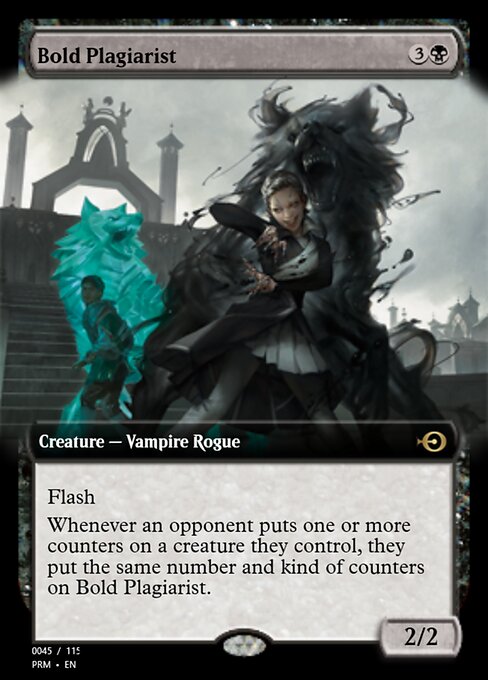 Bold Plagiarist 3
Creature — Vampire Rogue
Flash
Whenever an opponent puts one or more
counters on a creature they control, they
put the same number and kind of counters
on Bold Plagiarist.
2/2
0045 / 115
PRM • EN